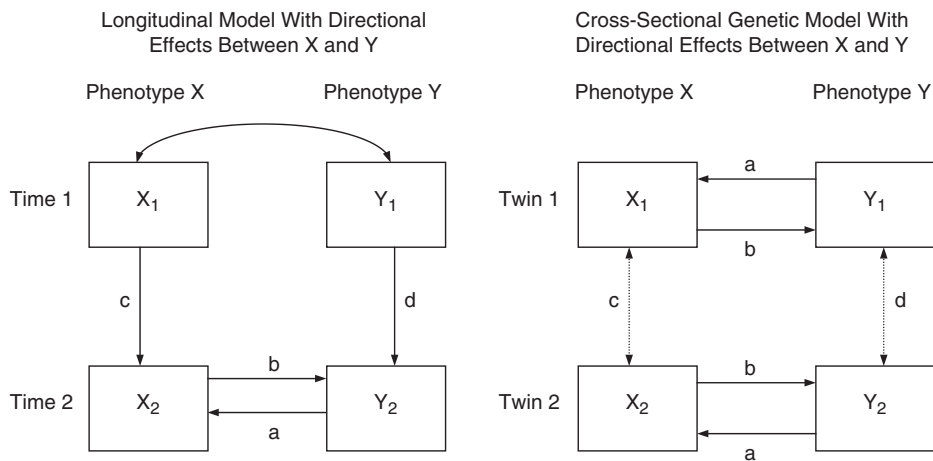 Longitudinal Model With Directional
Effects Between X and Y
Phenotype X
Phenotype Y
Time 1
X1
Y1
c
d
Time 2
X2
b
a
Y2
Cross-Sectional Genetic Model With
Directional Effects Between X and Y
Phenotype X
Phenotype Y
Twin 1
X1
a
b
Y1
c
d
Twin 2
X2
b
a
Y2